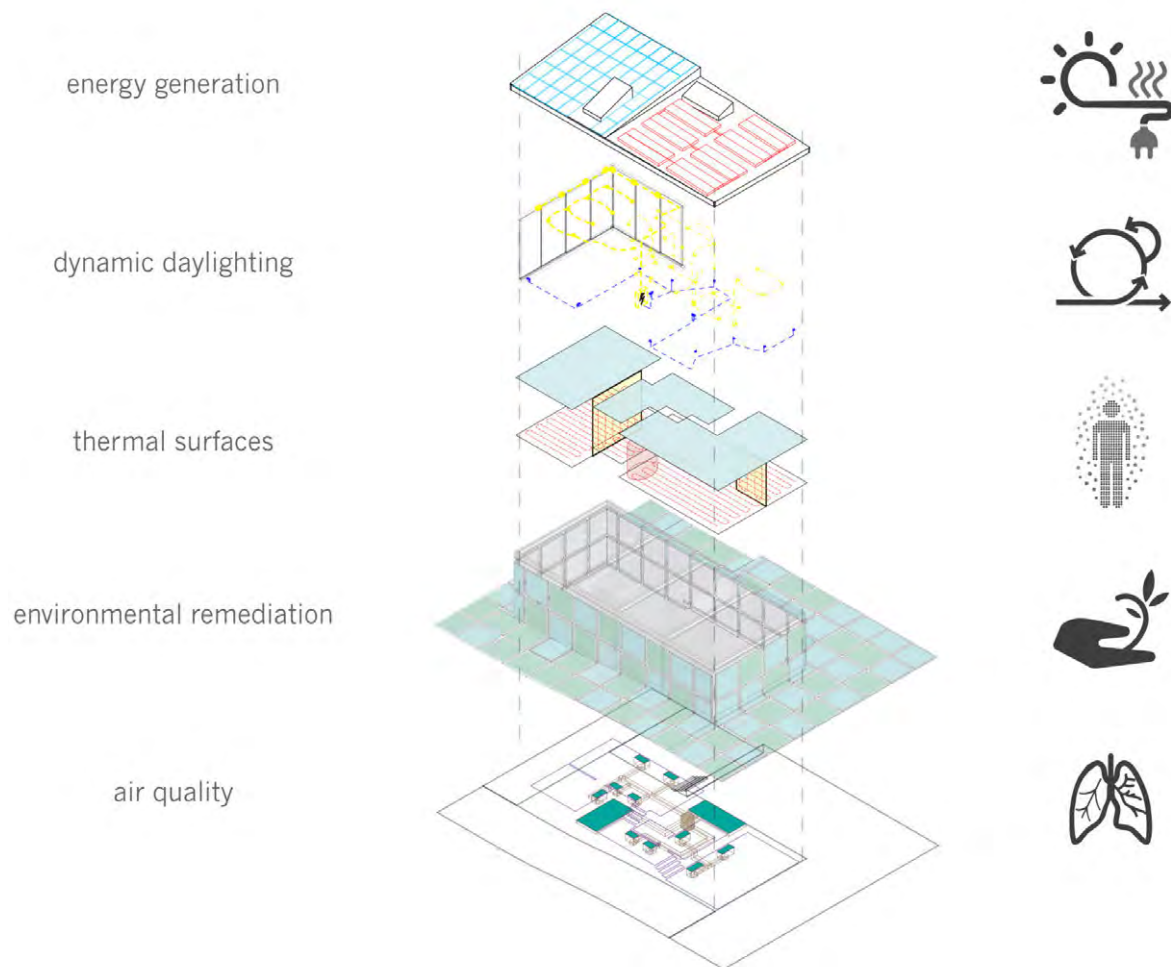 energy generation
dynamic daylighting
thermal surfaces
environmental remediation
air quality